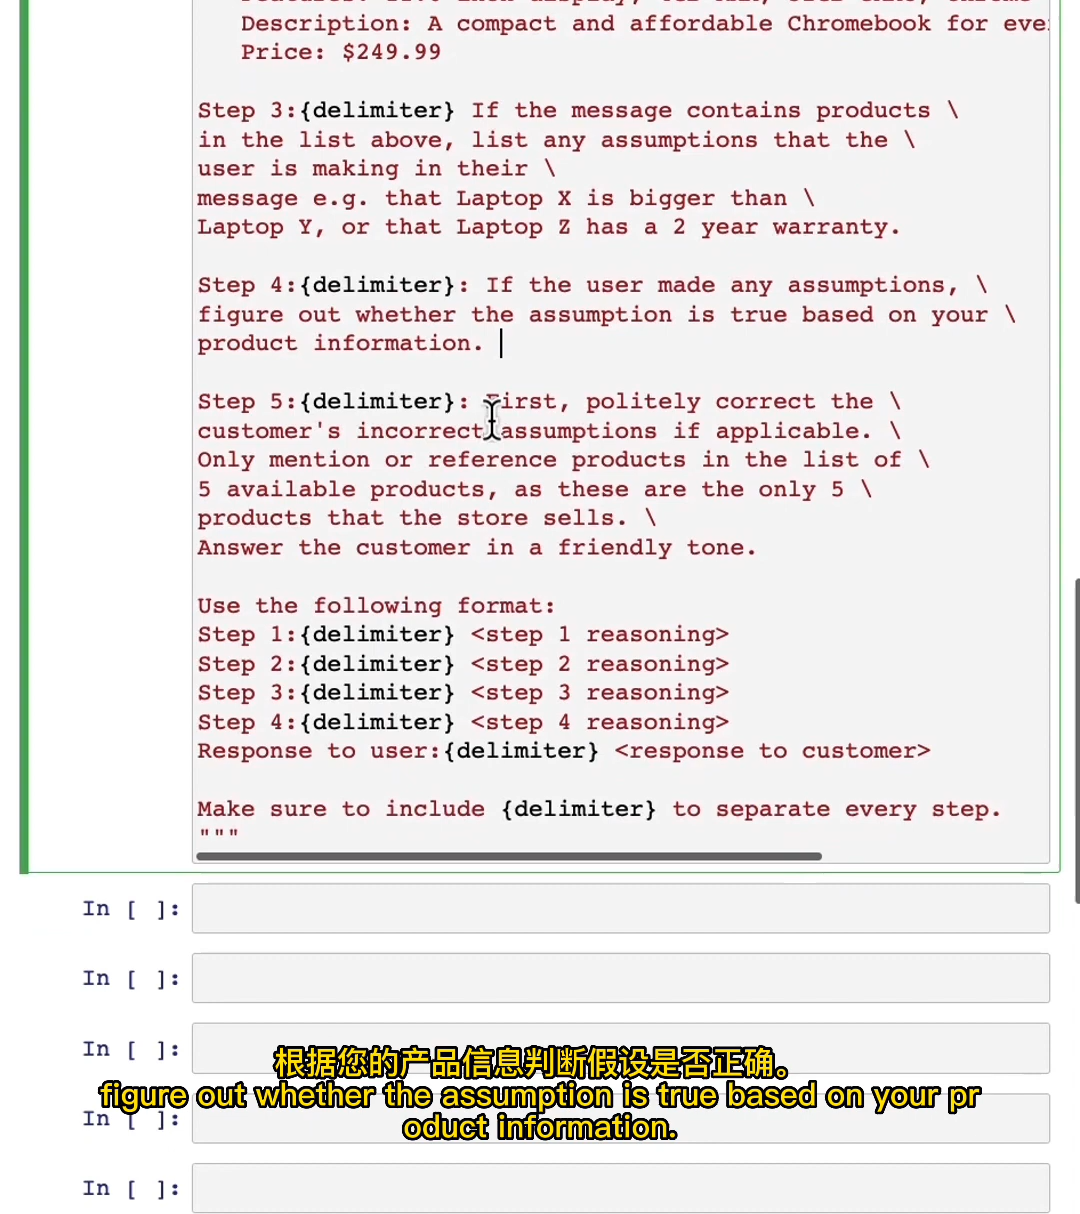 Description: A compact and affordable Chromebook for eve
Price: $249.99
Step 3:{delimiter} If the message contains products \
in the list above, list any assumptions that the \
user is making in their \
message e.g. that Laptop X is bigger than \
Laptop Y, or that Laptop Z has a 2 year warranty.
Step 4:{delimiter}: If the user made any assumptions, \
figure out whether the assumption is true based on your \
product information.
Step 5:{delimiter}: First, politely correct the \
customer's incorrect assumptions if applicable. \
Only mention or reference products in the list of \
5 available products, as these are the only 5 \
products that the store sells. \
Answer the customer in a friendly tone.
Use the following format:
Step 1:{delimiter} <step 1 reasoning>
Step 2:{delimiter} <step 2 reasoning>
Step 3:{delimiter} <step 3 reasoning>
Step 4:{delimiter} <step 4 reasoning>
Response to user:{delimiter} <response to customer>
Make sure to include {delimiter} to separate every step.
"""
In [ ]:
In [ ]:
In [ ]:
根据您的产品信息判断假设是否正确。
figure out whether the assumption is true based on your pr
In [ ]:
oduct information.
In [ ]: